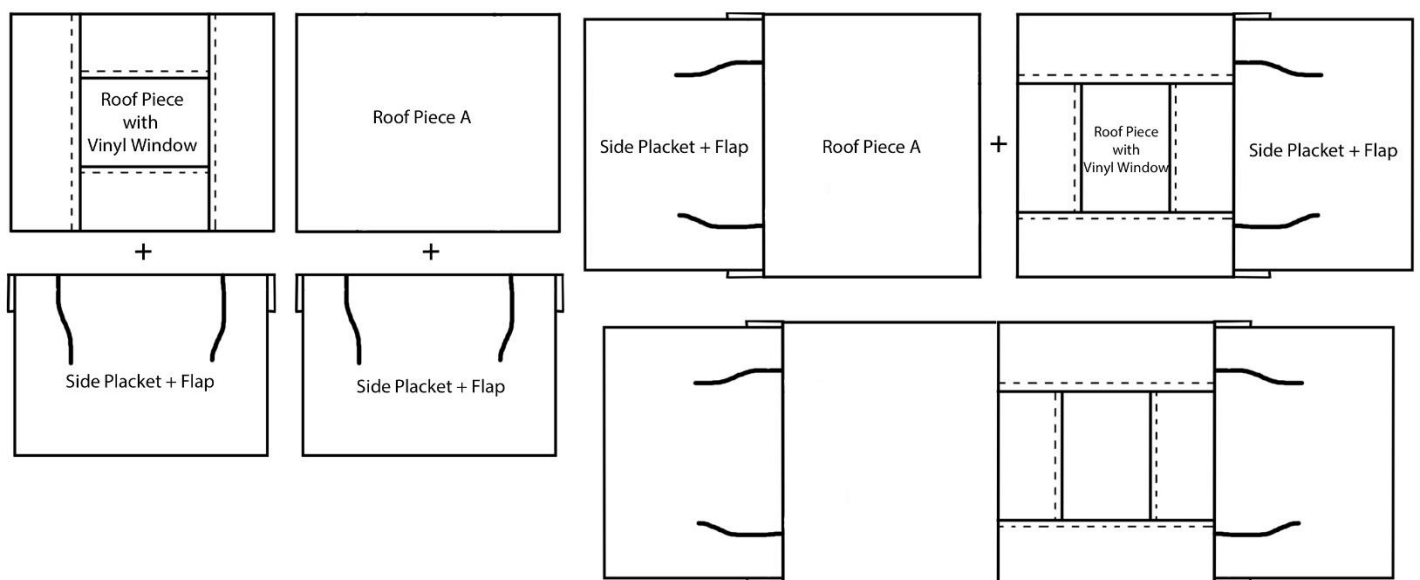 Roof Piece
with
Vinyl Window
Roof Piece A
+
+
Side Placket + Flap
Side Placket + Flap
Side Placket + Flap
Roof Piece A
+
Roof Piece
with
Vinyl Window
Side Placket + Flap